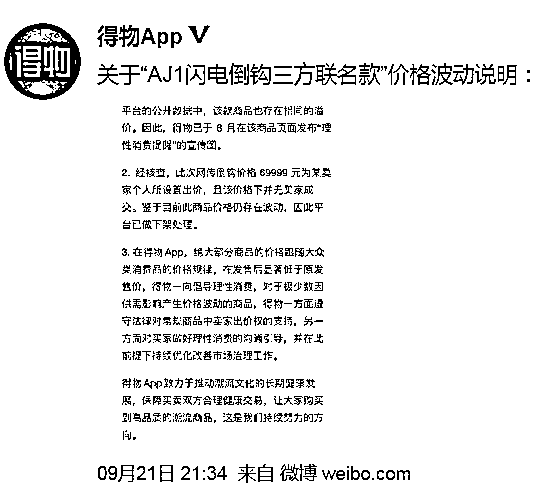 得物
得物App V
关于“AJ1闪电倒钩三方联名款”价格波动说明：
平台的公开数据中，该款商品也存在相同的溢
价。因此，得物已于 8 月在该商品页面发布“理
性消费提醒”的宣传图。
2. 经核查，此次网传倒钩价格 69999 元为某卖
家个人所设置出价，且该价格下并无买家成
交。鉴于目前此商品价格仍存在波动，因此平
台已做下架处理。
3. 在得物App，绝大部分商品的价格跟随大众
类消费品的价格规律，在发售后显著低于原发
售价，得物一向倡导理性消费，对于极少数因
供需影响产生价格波动的商品，得物一方面遵
守法律对常规商品中卖家出价权的支持，另一
方面对买家做好理性消费的沟通引导，并在此
前提下持续优化改善市场治理工作。
得物App致力于推动潮流文化的长期健康发
展，保障买卖双方合理健康交易，让大家购买
到高品质的潮流商品，这是我们持续努力的方
向。
09月21日 21:34 来自 微博 weibo.com